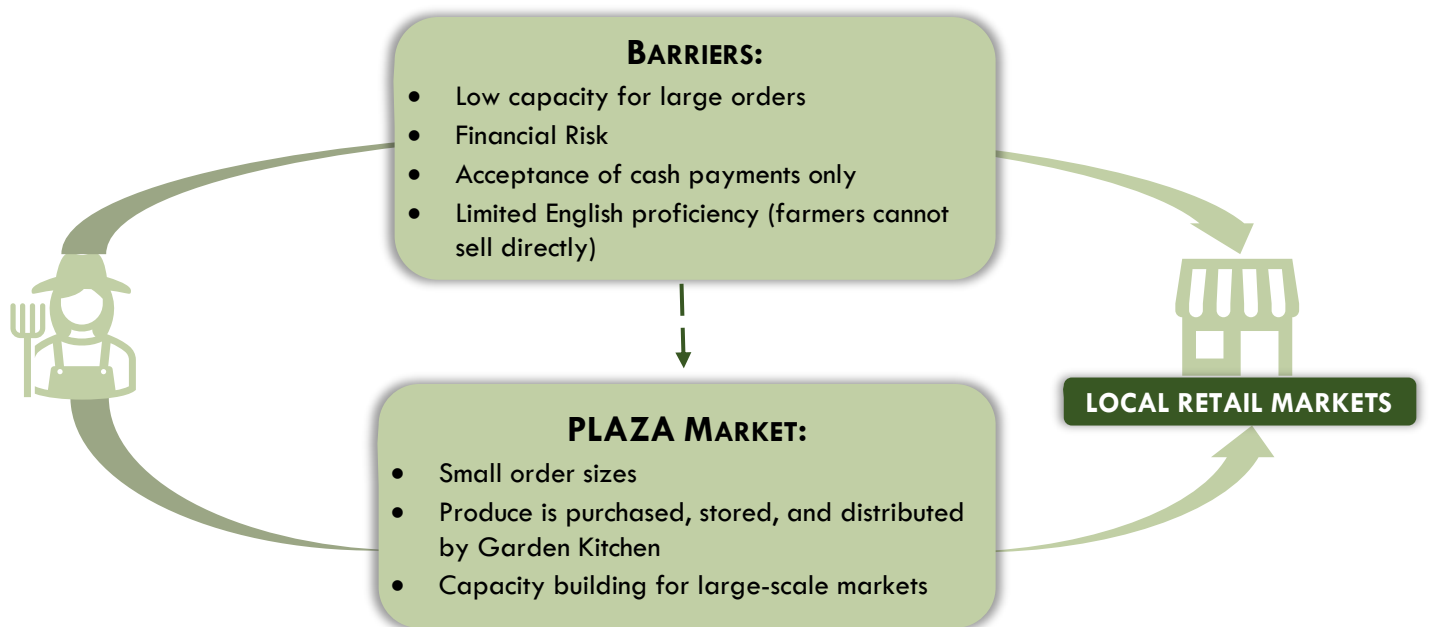 BARRIERS:
• Low capacity for large orders
• Financial Risk
• Acceptance of cash payments only
• Limited English proficiency (farmers cannot
sell directly)
LOCAL RETAIL MARKETS
PLAZA MARKET:
• Small order sizes
• Produce is purchased, stored, and distributed
by Garden Kitchen
• Capacity building for large-scale markets